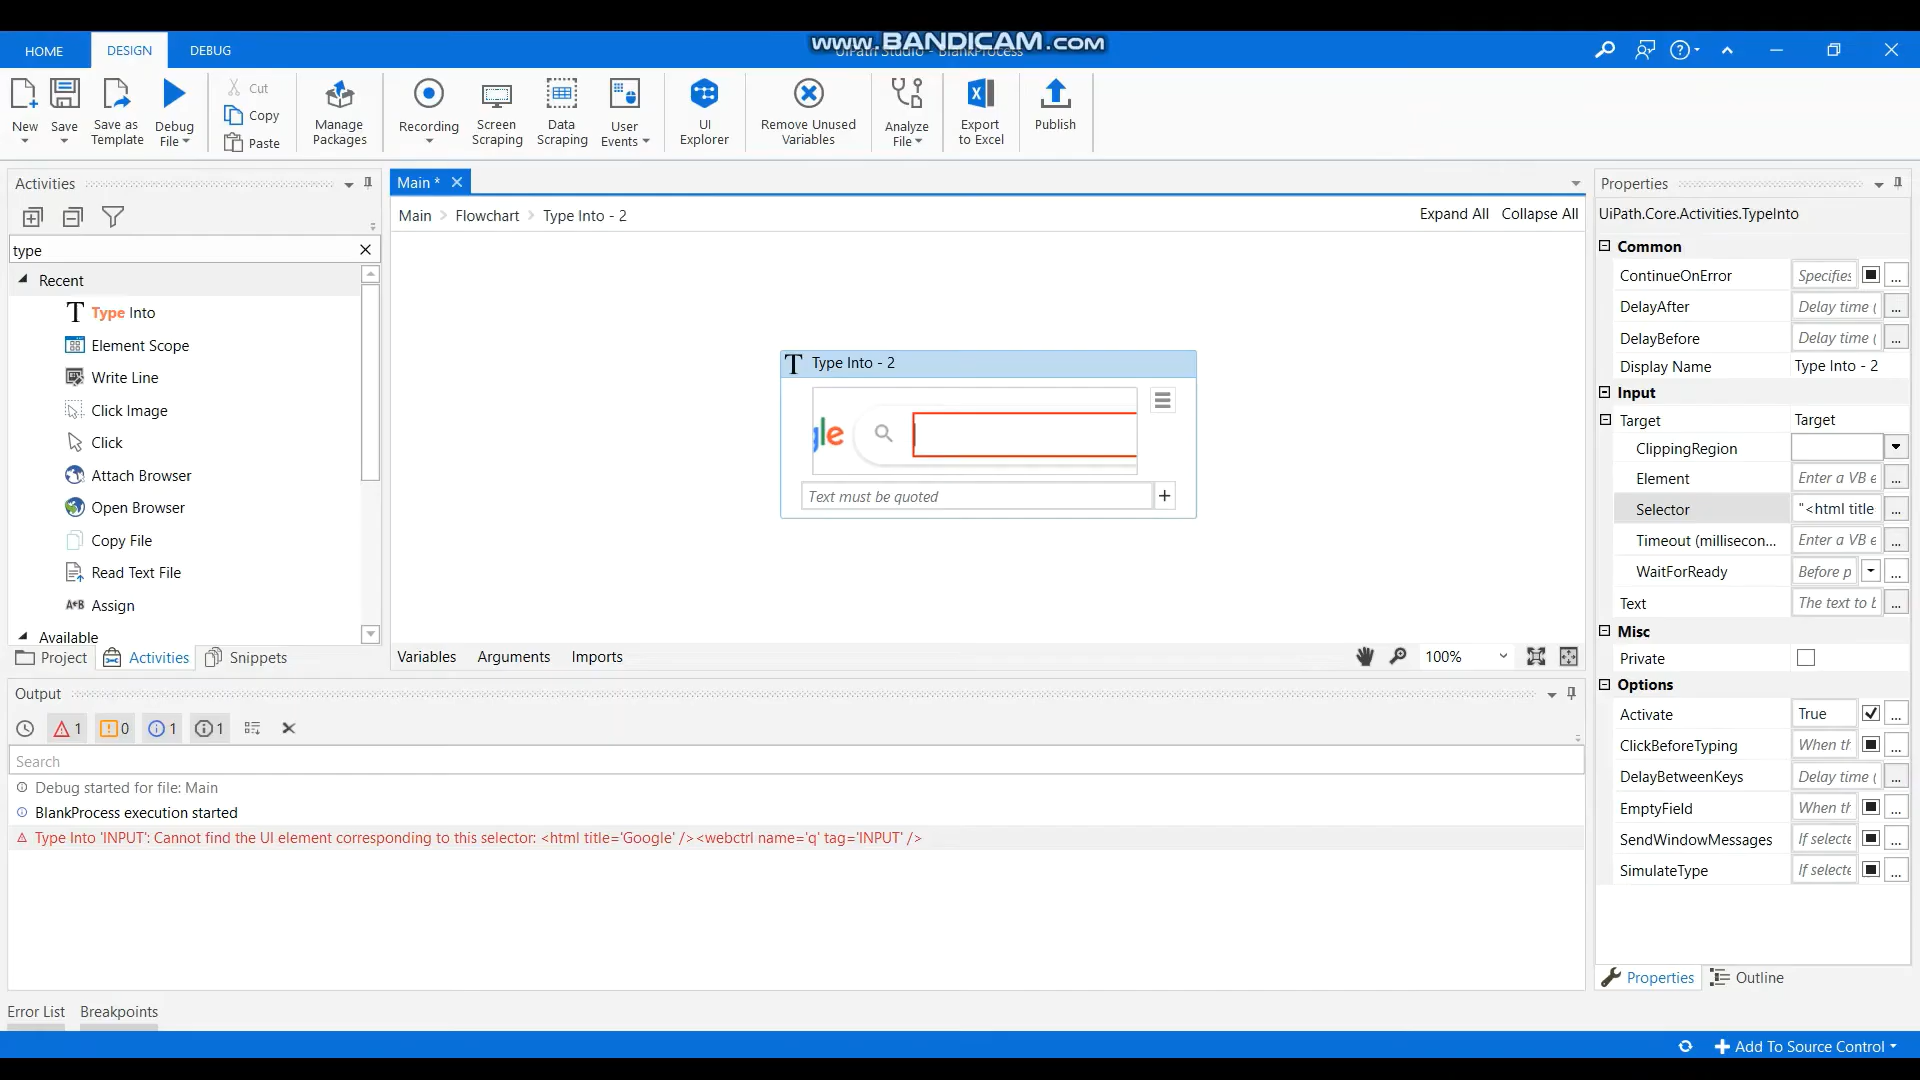 www.BANDICAM.com
UiPath Studio - BlankProcess
HOME
DESIGN
DEBUG
New
Save
Save as Template
Debug File
Cut
Copy
Paste
Manage Packages
Recording
Screen Scraping
Data Scraping
User Events
UI Explorer
Remove Unused Variables
Analyze File
Export to Excel
Publish
Activities
type
Recent
Type Into
Element Scope
Write Line
Click Image
Click
Attach Browser
Open Browser
Copy File
Read Text File
A+B Assign
Available
Project
Activities
Snippets
Main *
Main > Flowchart > Type Into - 2
Expand All Collapse All
T Type Into - 2
gle
Text must be quoted
Variables
Arguments
Imports
100%
Properties
UiPath.Core.Activities.TypeInto
Common
ContinueOnError Specifies ...
DelayAfter Delay time ( ...
DelayBefore Delay time ( ...
Display Name Type Into - 2
Input
Target Target
ClippingRegion
Element Enter a VB e ...
Selector "<html title ...
Timeout (millisecon... Enter a VB e ...
WaitForReady Before p ...
Text The text to b ...
Misc
Private
Options
Activate True ...
ClickBeforeTyping When th ...
DelayBetweenKeys Delay time ( ...
EmptyField When th ...
SendWindowMessages If selecte ...
SimulateType If selecte ...
Properties
Outline
Output
1
0
1
1
Search
Debug started for file: Main
BlankProcess execution started
Type Into 'INPUT': Cannot find the UI element corresponding to this selector: <html title='Google' /><webctrl name='q' tag='INPUT' />
Error List
Breakpoints
Add To Source Control